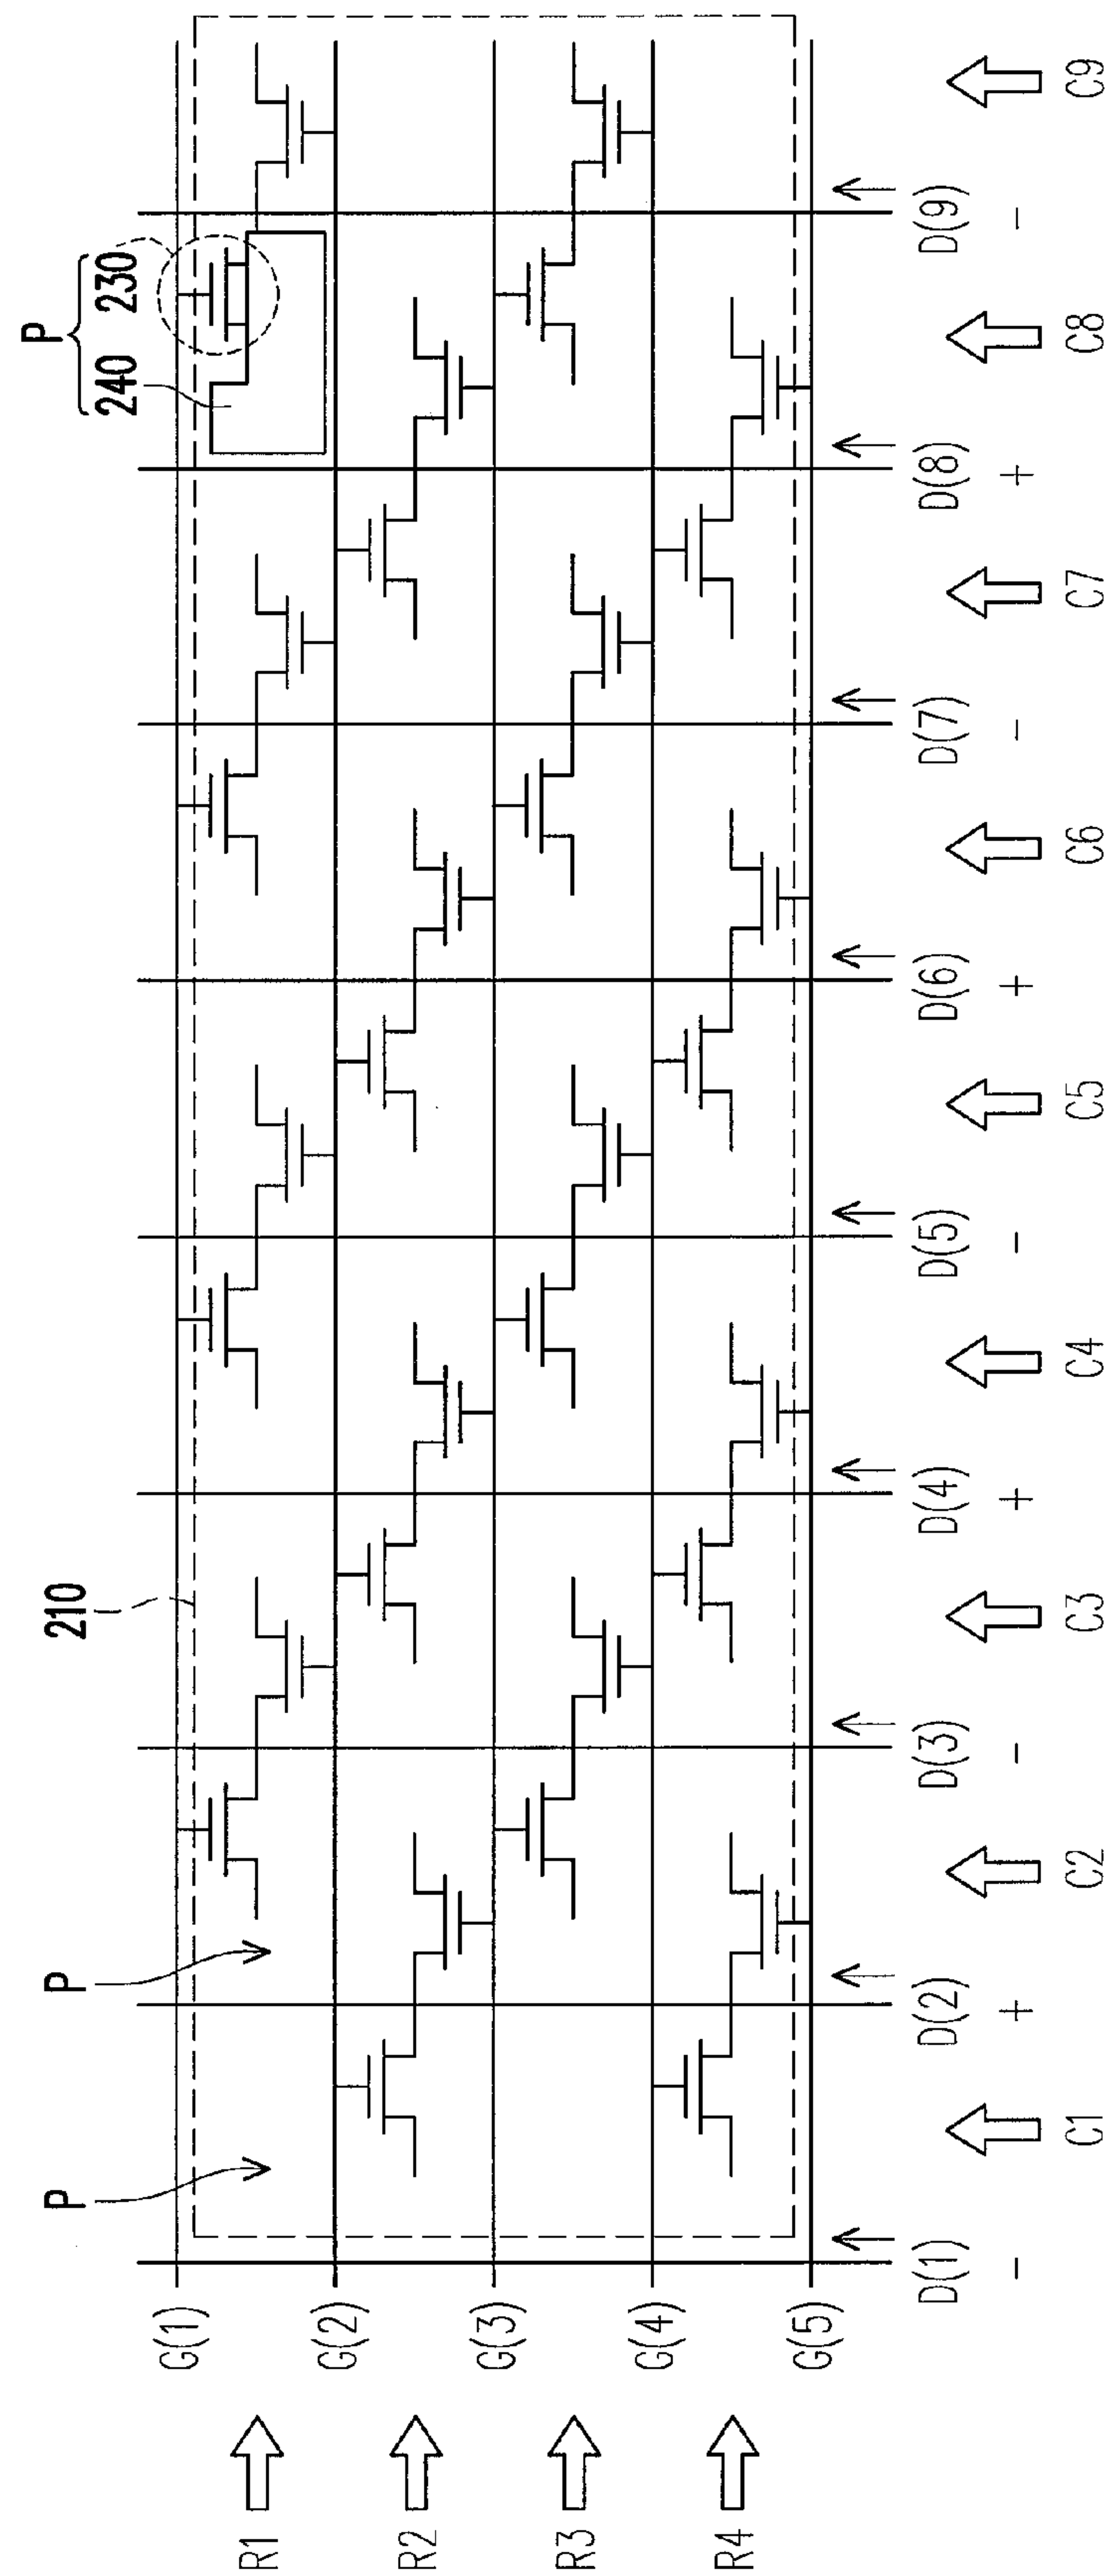 P
240 230
210
P
P
G(1)
R1
G(2)
R2
G(3)
R3
G(4)
R4
G(5)
D(1) D(2) D(3) D(4) D(5) D(6) D(7) D(8) D(9)
- + - + - + - + -
C1 C2 C3 C4 C5 C6 C7 C8 C9